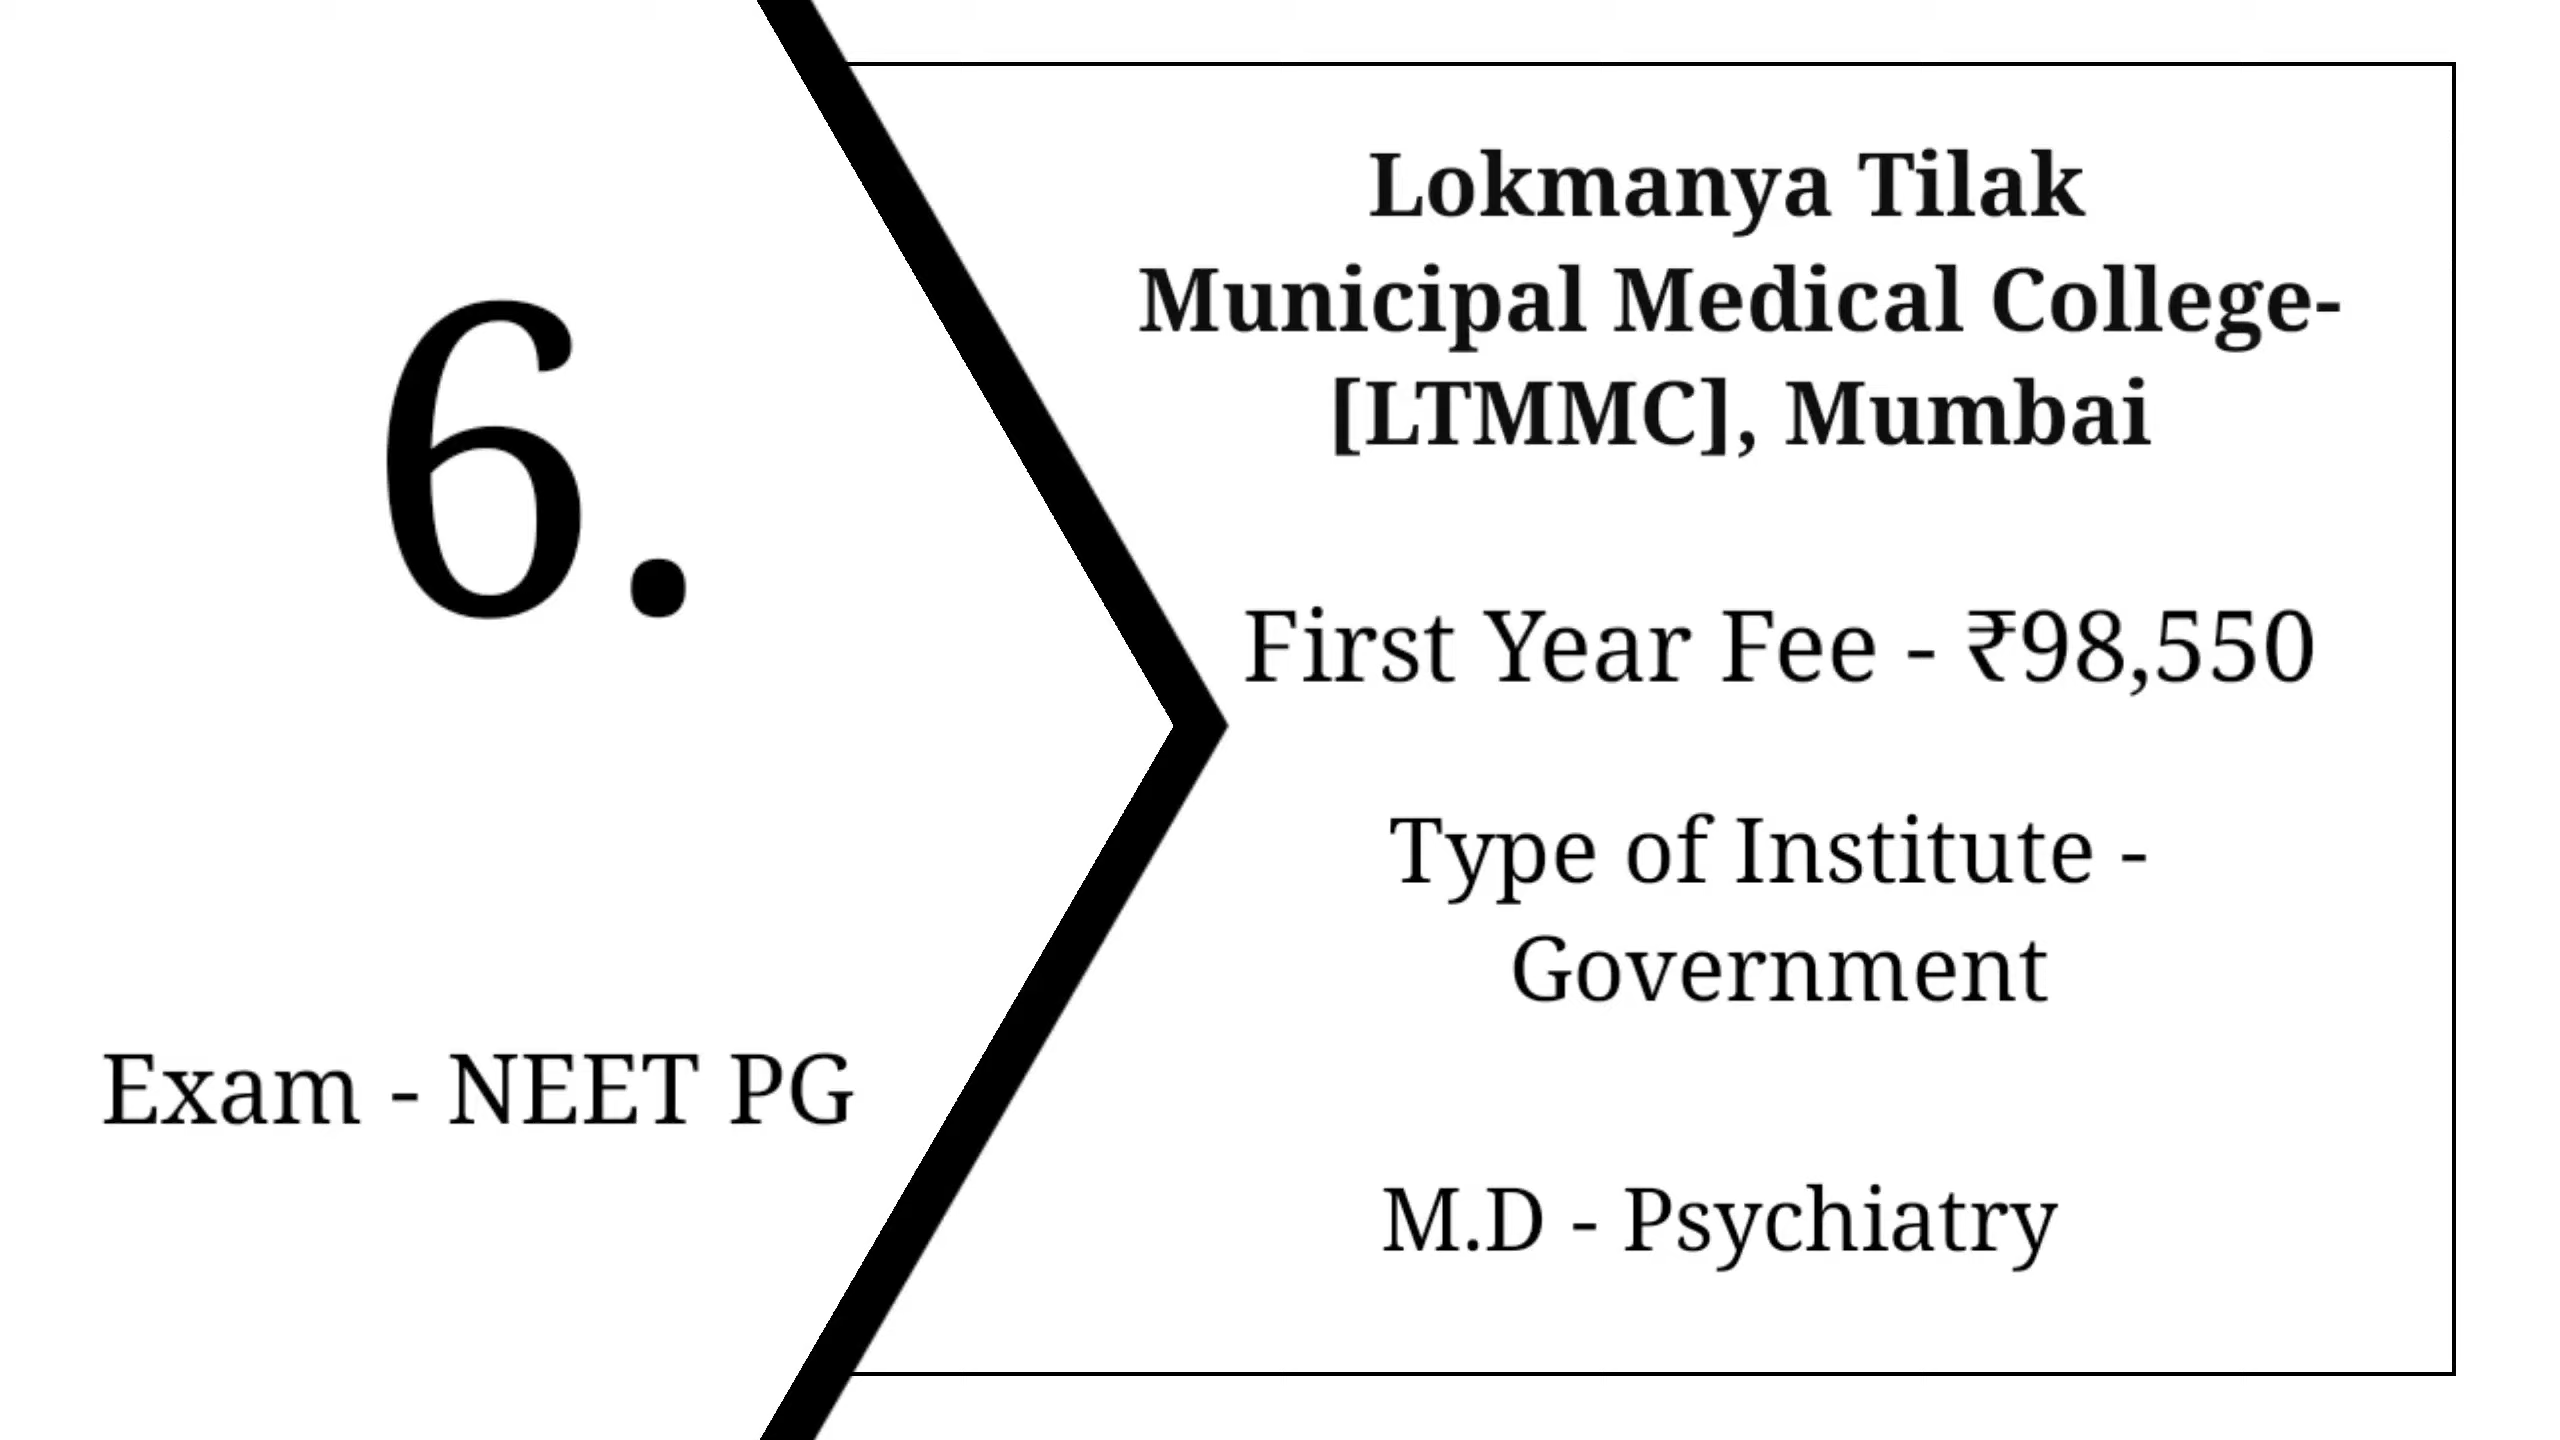 6.
Exam - NEET PG
Lokmanya Tilak
Municipal Medical College-
[LTMMC], Mumbai
First Year Fee - ₹98,550
Type of Institute -
Government
M.D - Psychiatry